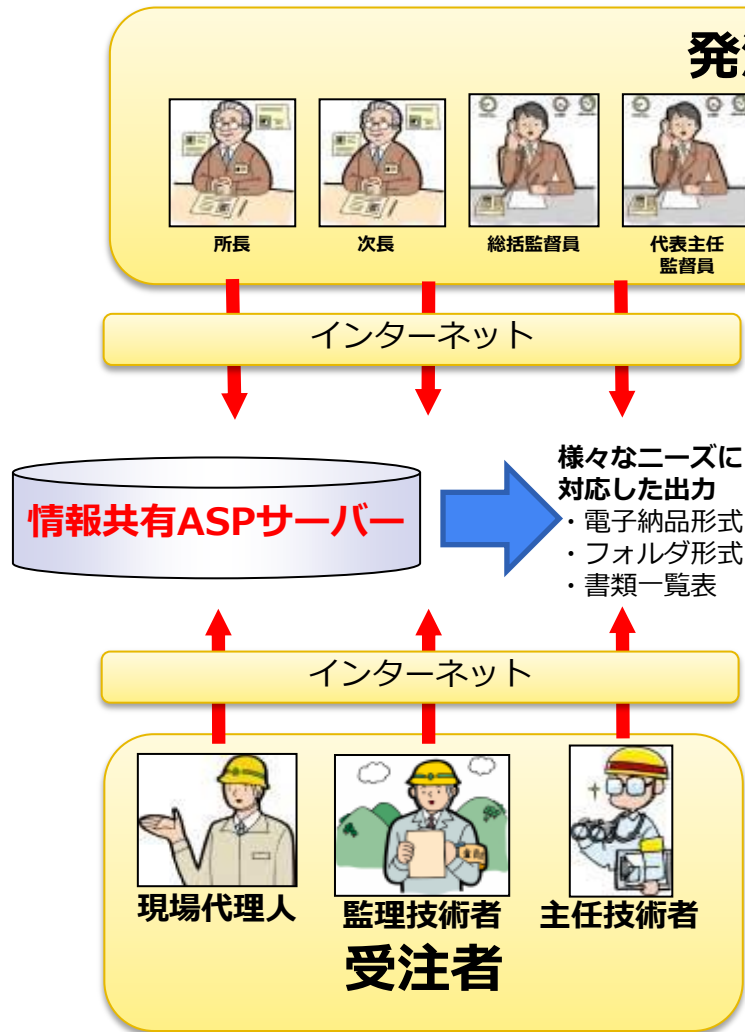 発
所長
次長
総括監督員
代表主任
監督員
インターネット
情報共有ASPサーバー
様々なニーズに
対応した出力
・電子納品形式
・フォルダ形式
・書類一覧表
インターネット
現場代理人
監理技術者
主任技術者
受注者